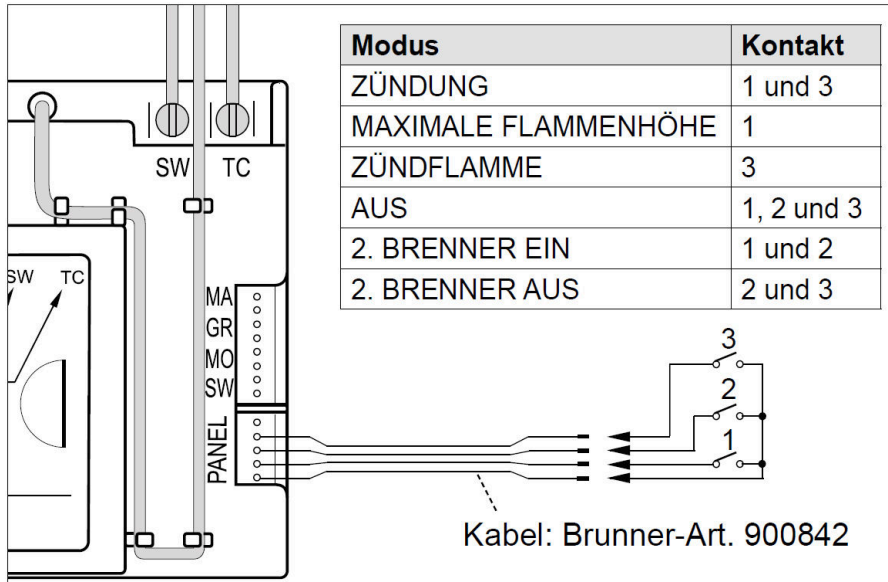 Modus Kontakt
ZÜNDUNG 1 und 3
MAXIMALE FLAMMENHÖHE 1
ZÜNDFLAMME 3
AUS 1, 2 und 3
2. BRENNER EIN 1 und 2
2. BRENNER AUS 2 und 3
SW TC
SW TC
MA
GR
MO
SW
PANEL
3
2
1
Kabel: Brunner-Art. 900842